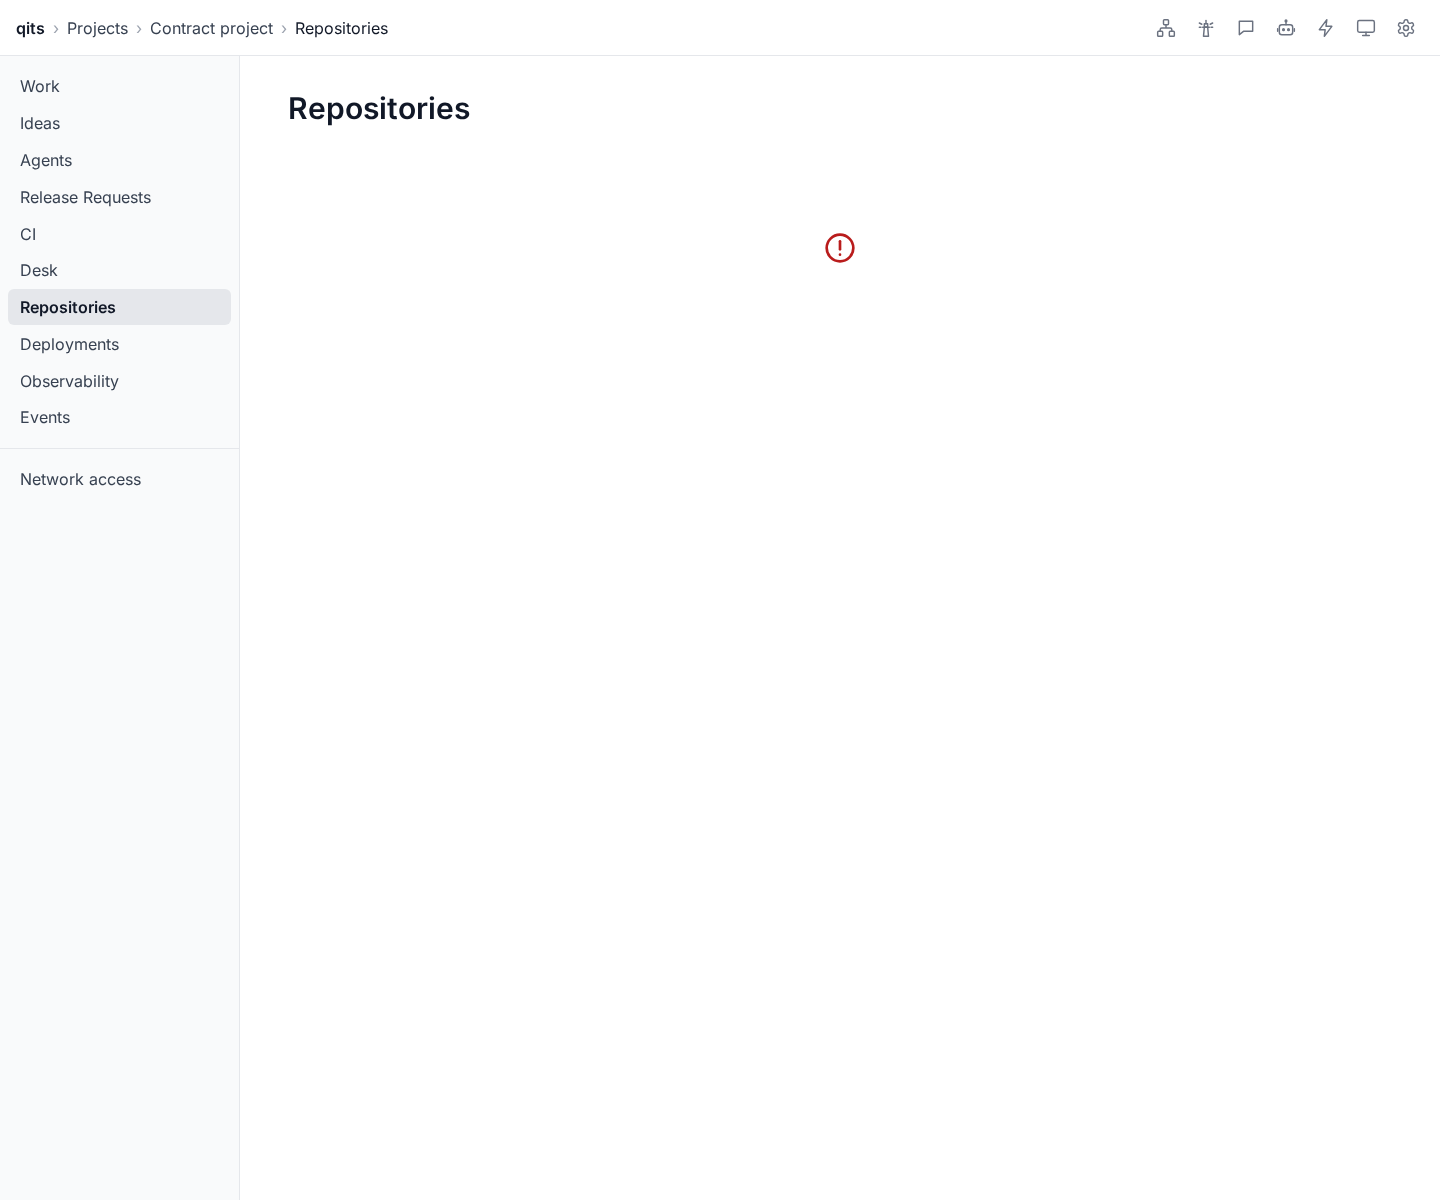 qits › Projects › Contract project › Repositories
Work
Ideas
Agents
Release Requests
CI
Desk
Repositories
Deployments
Observability
Events
Network access
Repositories